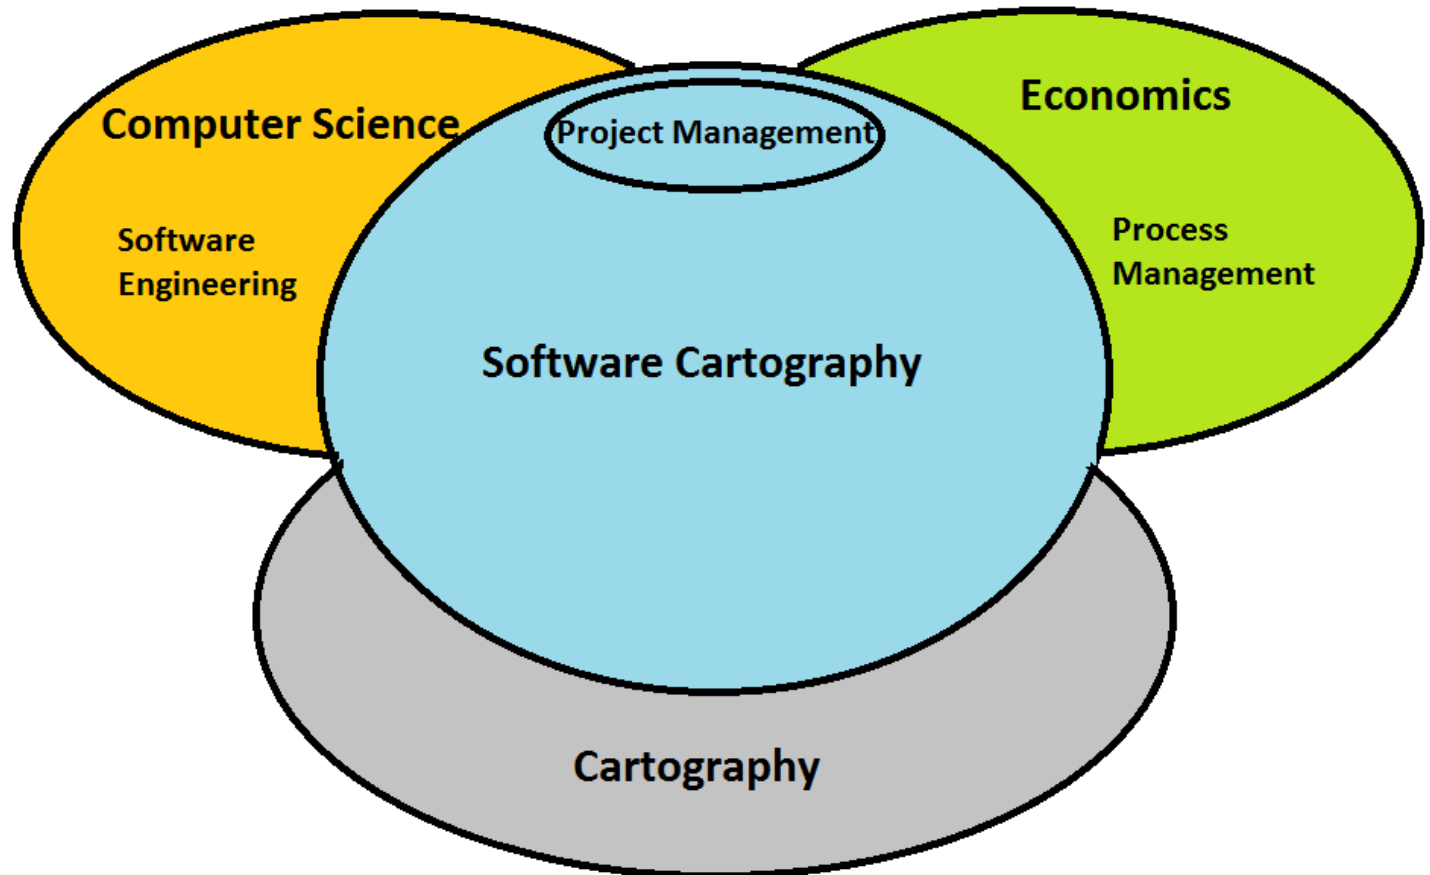 Computer Science
Economics
Project Management
Software
Engineering
Process
Management
Software Cartography
Cartography